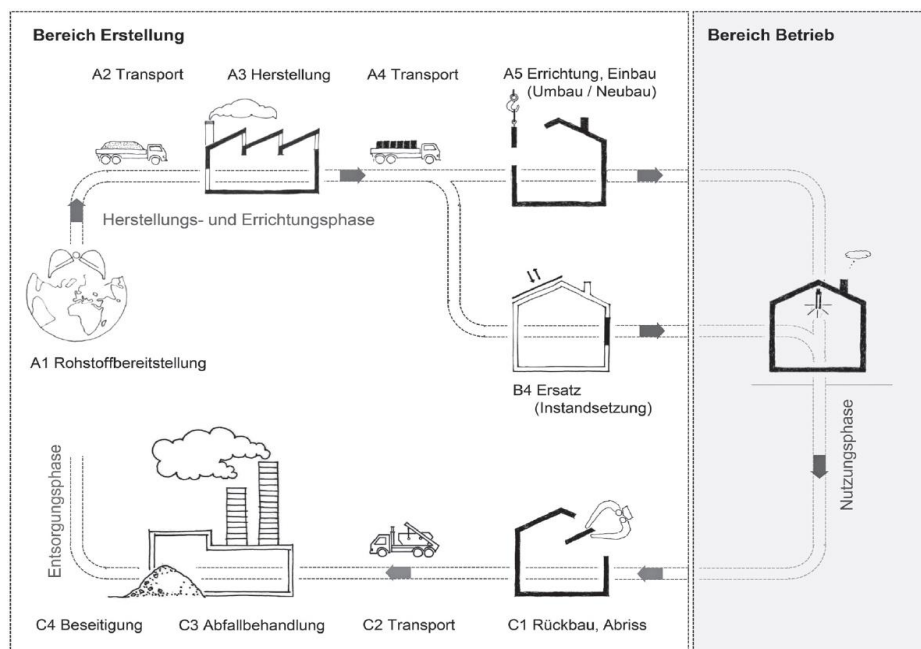 Bereich Erstellung
Bereich Betrieb
A2 Transport
A3 Herstellung
A4 Transport
A5 Errichtung, Einbau
(Umbau / Neubau)
Herstellungs- und Errichtungsphase
A1 Rohstoffbereitstellung
B4 Ersatz
(Instandsetzung)
Nutzungsphase
Entsorgungsphase
C4 Beseitigung
C3 Abfallbehandlung
C2 Transport
C1 Rückbau, Abriss